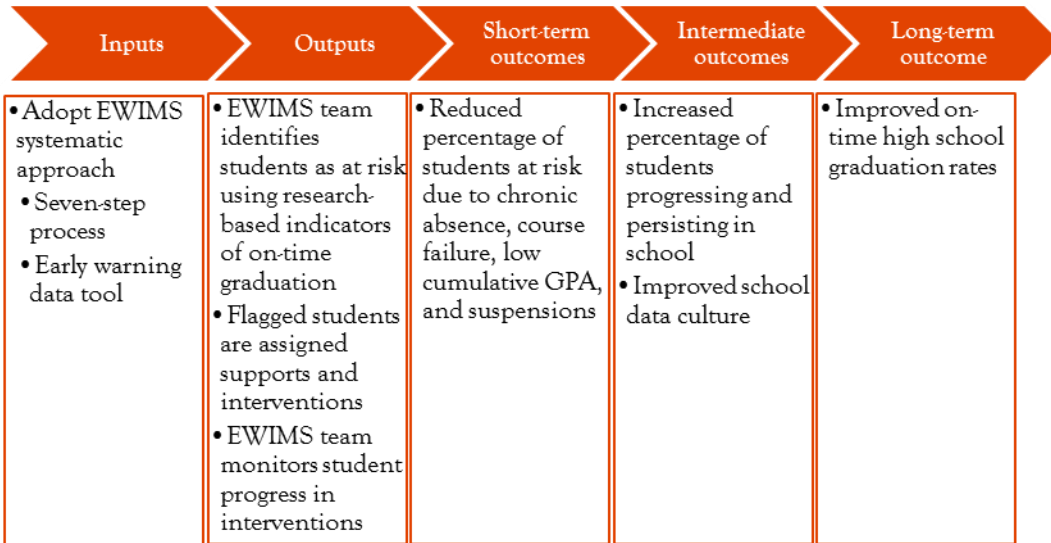 Inputs
Outputs
Short-term
outcomes
Intermediate
outcomes
Long-term
outcome
• Adopt EWIMS
systematic
approach
• Seven-step
process
• Early warning
data tool
• EWIMS team
identifies
students as at risk
using research-
based indicators
of on-time
graduation
• Flagged students
are assigned
supports and
interventions
• EWIMS team
monitors student
progress in
interventions
• Reduced
percentage of
students at risk
due to chronic
absence, course
failure, low
cumulative GPA,
and suspensions
• Increased
percentage of
students
progressing and
persisting in
school
• Improved school
data culture
• Improved on-
time high school
graduation rates